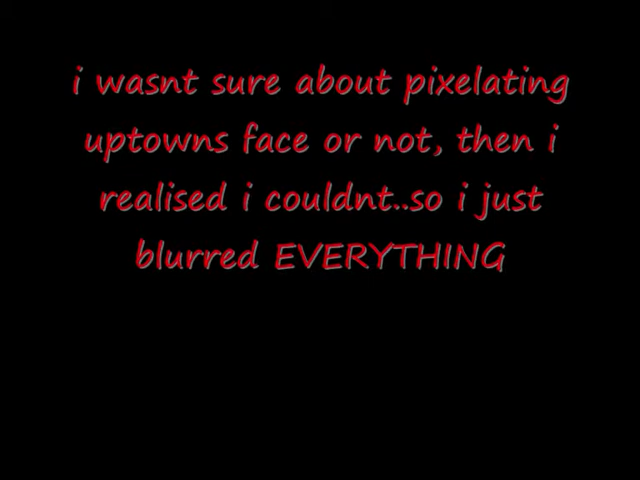 i wasnt sure about pixelating
uptowns face or not, then i
realised i couldnt..so i just
blurred EVERYTHING